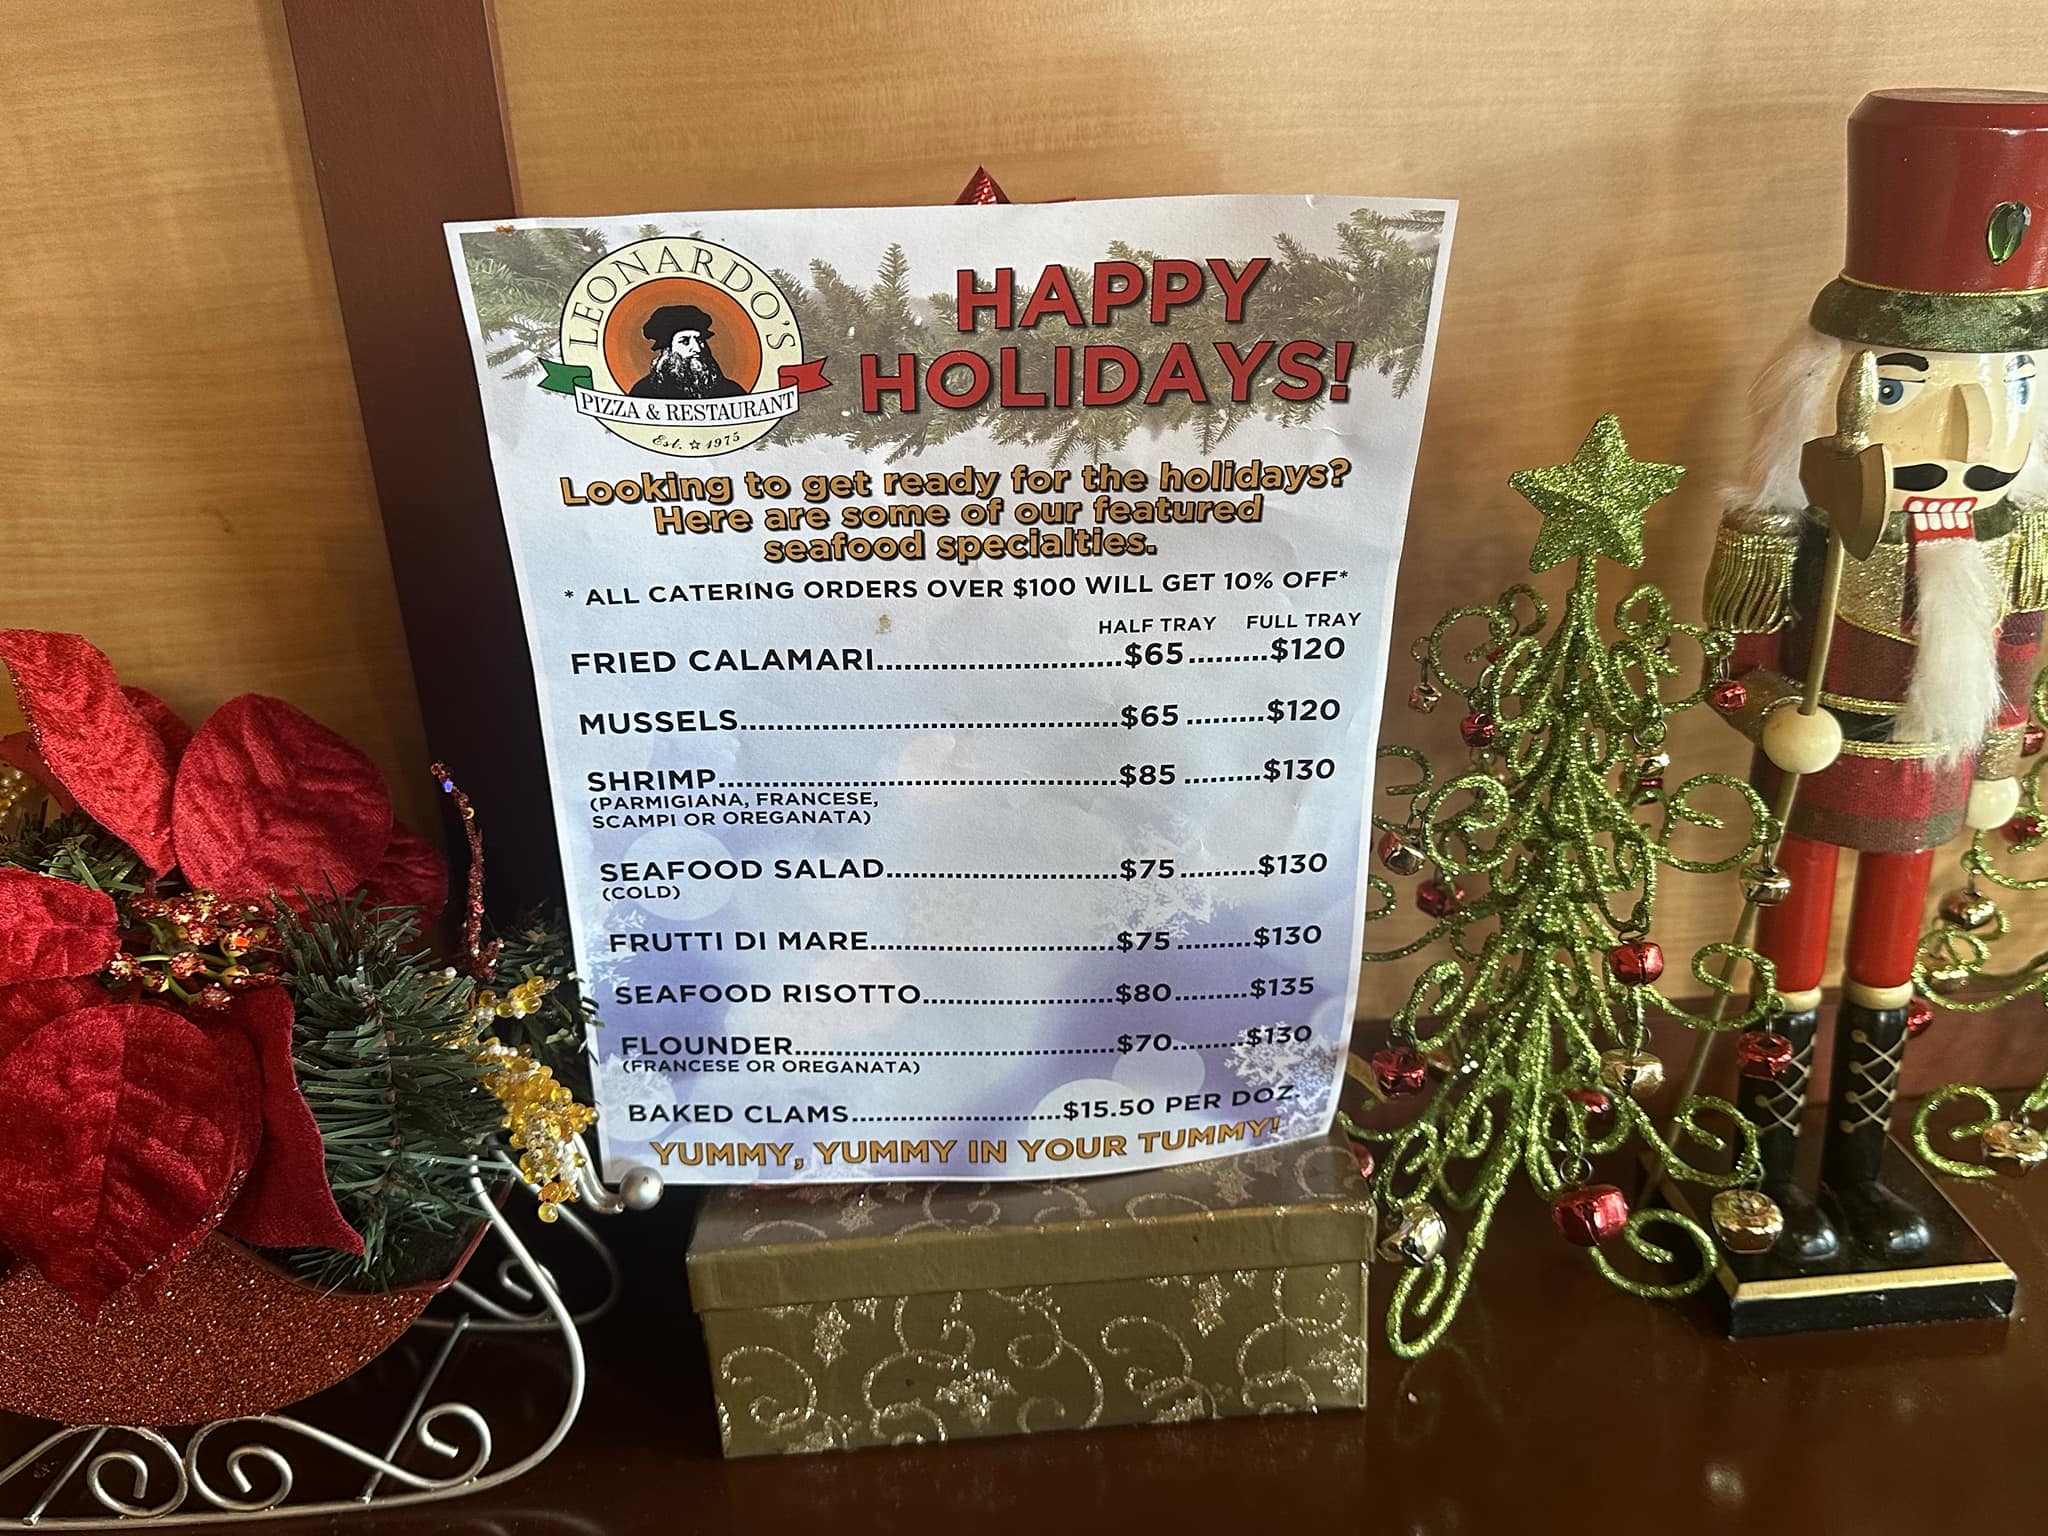 LEONARDO'S
PIZZA & RESTAURANT
Est. ☆ 1975
HAPPY
HOLIDAYS!
Looking to get ready for the holidays?
Here are some of our featured
seafood specialties.
* ALL CATERING ORDERS OVER $100 WILL GET 10% OFF*
HALF TRAY FULL TRAY
FRIED CALAMARI..............................$65.........$120
MUSSELS..............................$65.........$120
SHRIMP..............................$85.........$130
(PARMIGIANA, FRANCESE,
SCAMPI OR OREGANATA)
SEAFOOD SALAD..............................$75.........$130
(COLD)
FRUTTI DI MARE..............................$75.........$130
SEAFOOD RISOTTO..............................$80.........$135
FLOUNDER..............................$70.........$130
(FRANCESE OR OREGANATA)
BAKED CLAMS..............................$15.50 PER DOZ.
YUMMY, YUMMY IN YOUR TUMMY!